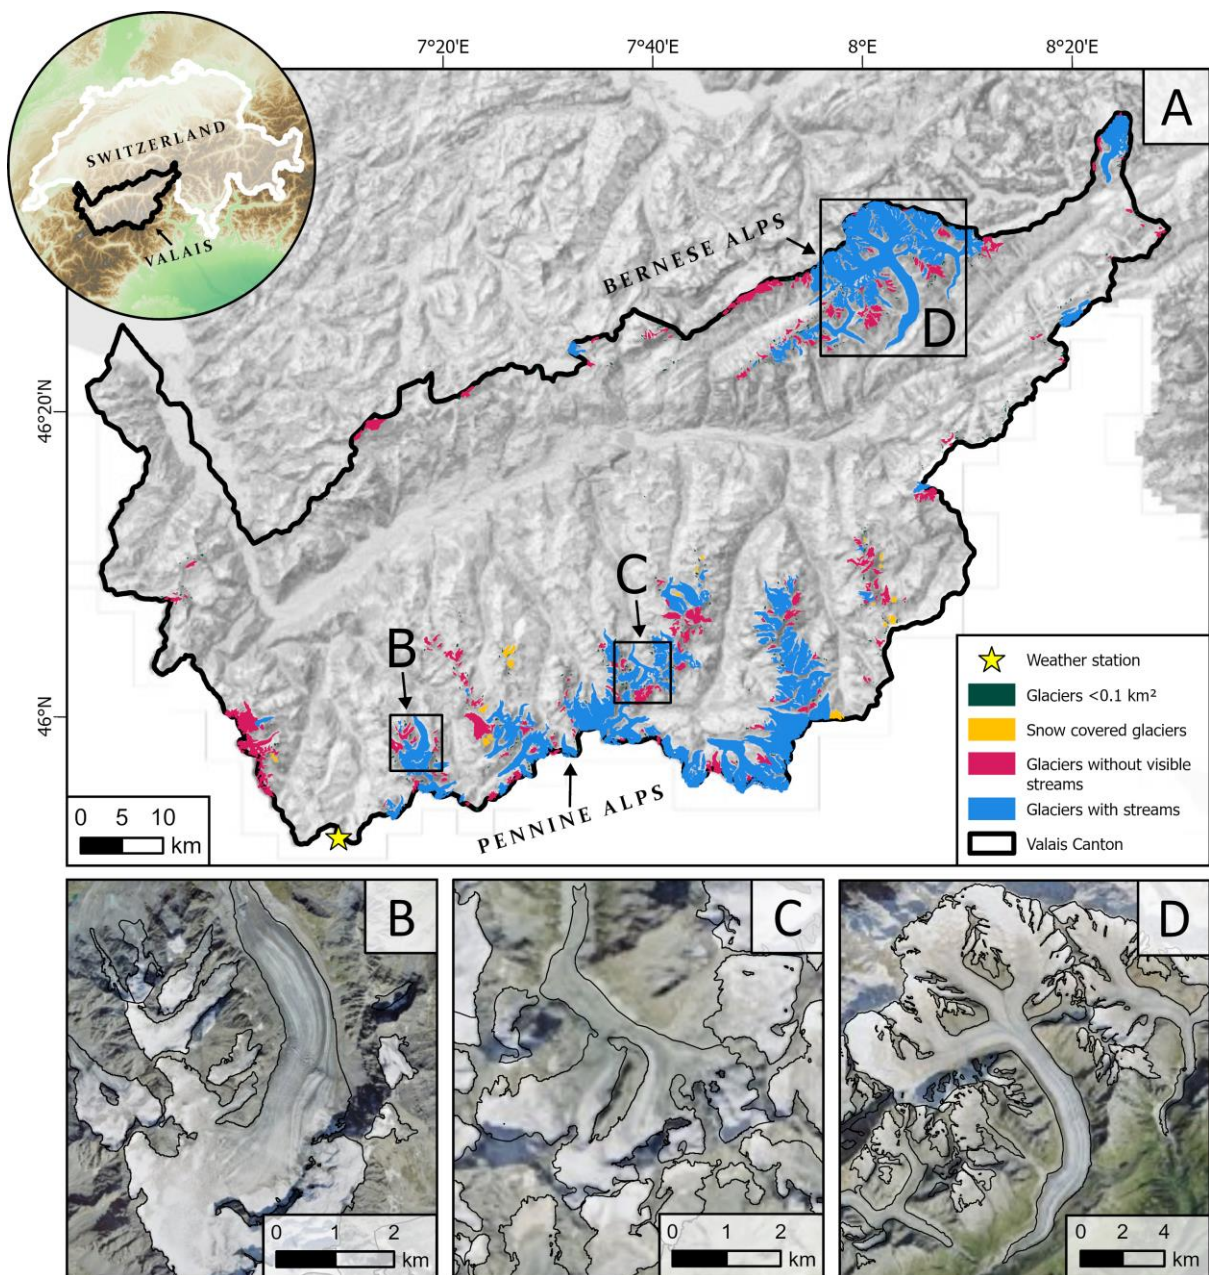 7°20'E
7°40'E
8°E
8°20'E
A
SWITZERLAND
VALAIS
BERNESE ALPS
D
46°20'N
C
B
46°N
PENNINE ALPS
0 5 10
km
Weather station
Glaciers <0.1 km²
Snow covered glaciers
Glaciers without visible
streams
Glaciers with streams
Valais Canton
B
0 1 2
km
C
0 1 2
km
D
0 2 4
km